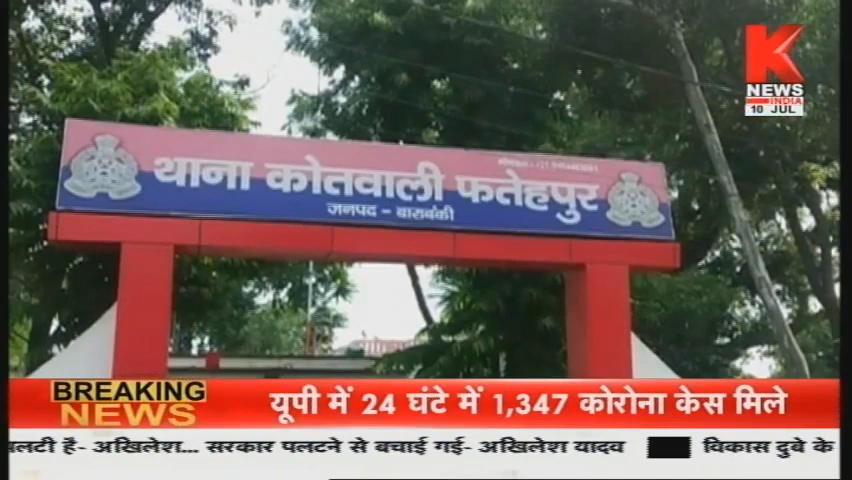 K
NEWS
INDIA
10 JUL
थाना कोतवाली फतेहपुर
जनपद - बाराबंकी
BREAKING
NEWS
यूपी में 24 घंटे में 1,347 कोरोना केस मिले
लटी है- अखिलेश... सरकार पलटने से बचाई गई- अखिलेश यादव विकास दुबे के